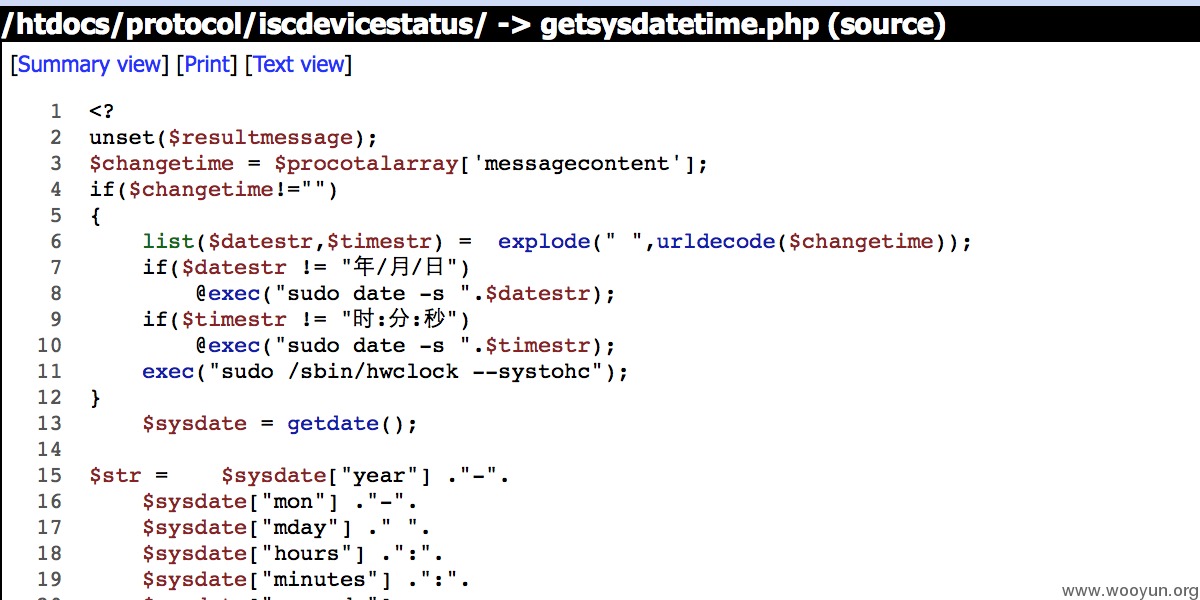 /htdocs/protocol/iscdevicestatus/ -> getsysdatetime.php (source)
[Summary view] [Print] [Text view]
1 <?
2 unset($resultmessage);
3 $changetime = $procotalarray['messagecontent'];
4 if($changetime!="")
5 {
6 list($datestr,$timestr) = explode(" ",urldecode($changetime));
7 if($datestr != "年/月/日")
8 @exec("sudo date -s ".$datestr);
9 if($timestr != "时:分:秒")
10 @exec("sudo date -s ".$timestr);
11 exec("sudo /sbin/hwclock --systohc");
12 }
13 $sysdate = getdate();
14
15 $str = $sysdate["year"] ."-".
16 $sysdate["mon"] ."-".
17 $sysdate["mday"] ." ".
18 $sysdate["hours"] .":".
19 $sysdate["minutes"] .":".
www.wooyun.org